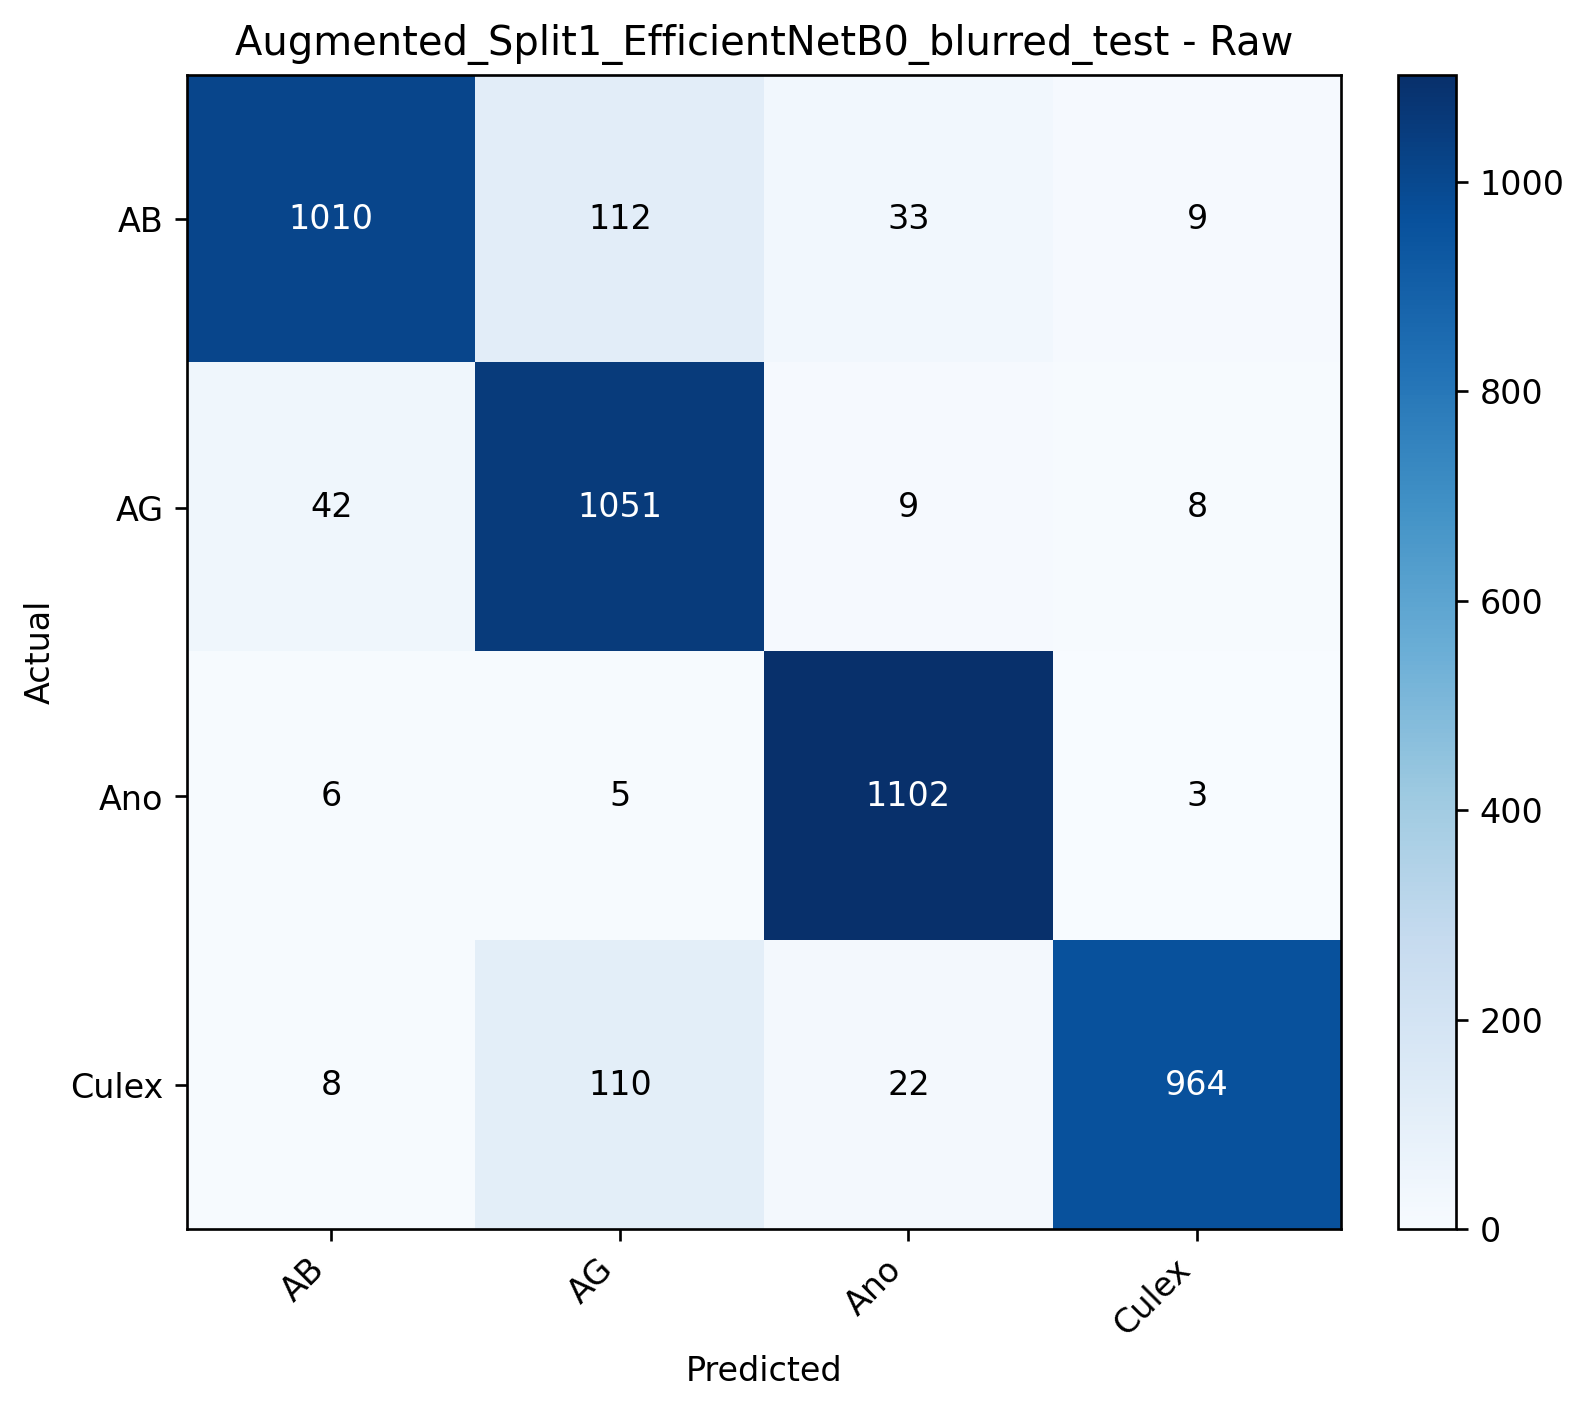 Augmented_Split1_EfficientNetB0_blurred_test - Raw
AB 1010 112 33 9
AG 42 1051 9 8
Ano 6 5 1102 3
Culex 8 110 22 964
AB AG Ano Culex
Predicted
Actual
1000
800
600
400
200
0